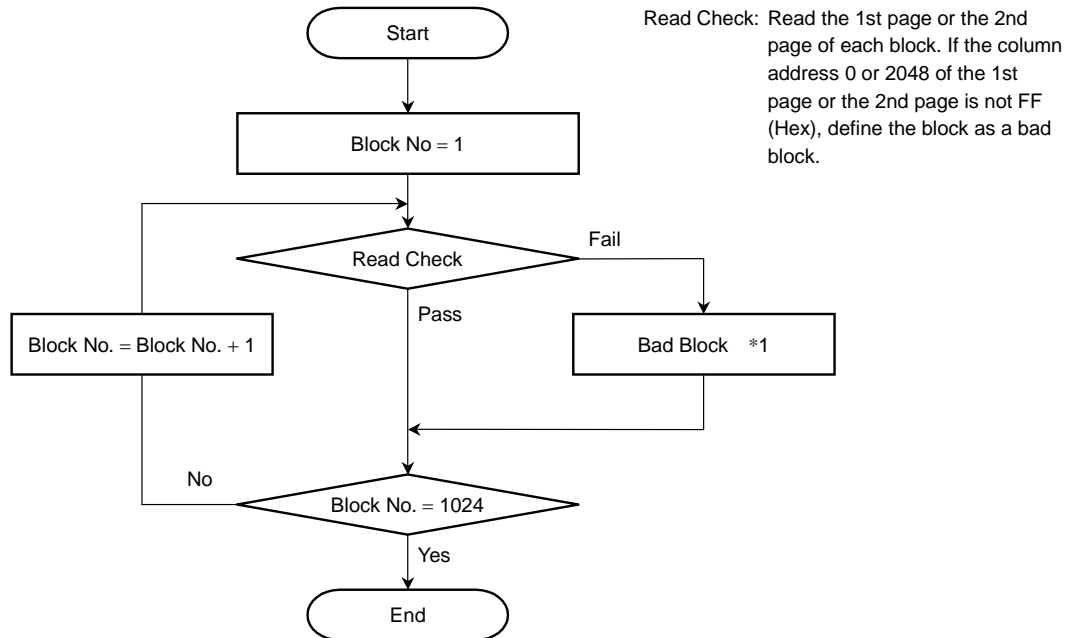 Start
Read Check: Read the 1st page or the 2nd
page of each block. If the column
address 0 or 2048 of the 1st
page or the 2nd page is not FF
(Hex), define the block as a bad
block.
Block No = 1
Read Check
Fail
Pass
Block No. = Block No. + 1
Bad Block *1
No
Block No. = 1024
Yes
End